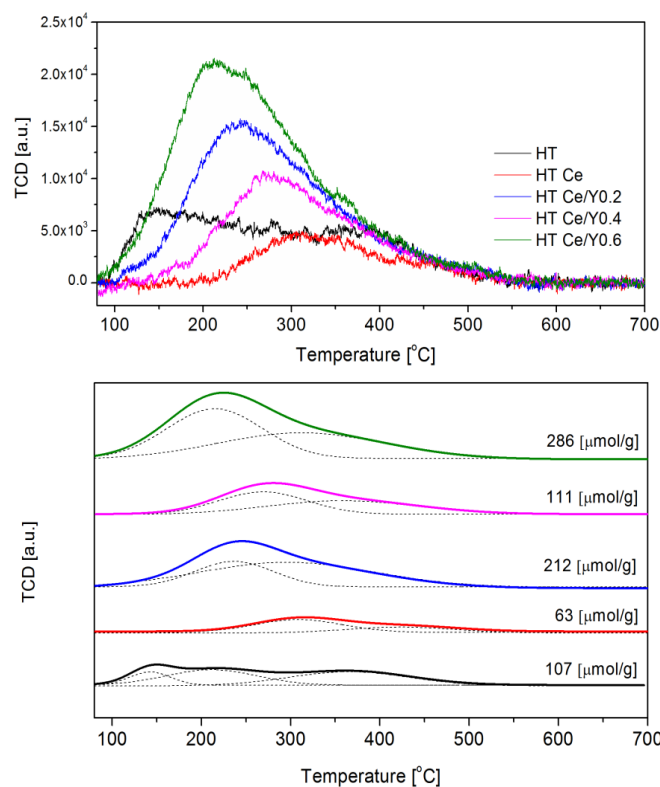 2.5x10⁴
2.0x10⁴
1.5x10⁴
1.0x10⁴
5.0x10³
0.0
TCD [a.u.]
HT
HT Ce
HT Ce/Y0.2
HT Ce/Y0.4
HT Ce/Y0.6
100 200 300 400 500 600 700
Temperature [°C]
TCD [a.u.]
286 [μmol/g]
111 [μmol/g]
212 [μmol/g]
63 [μmol/g]
107 [μmol/g]
100 200 300 400 500 600 700
Temperature [°C]